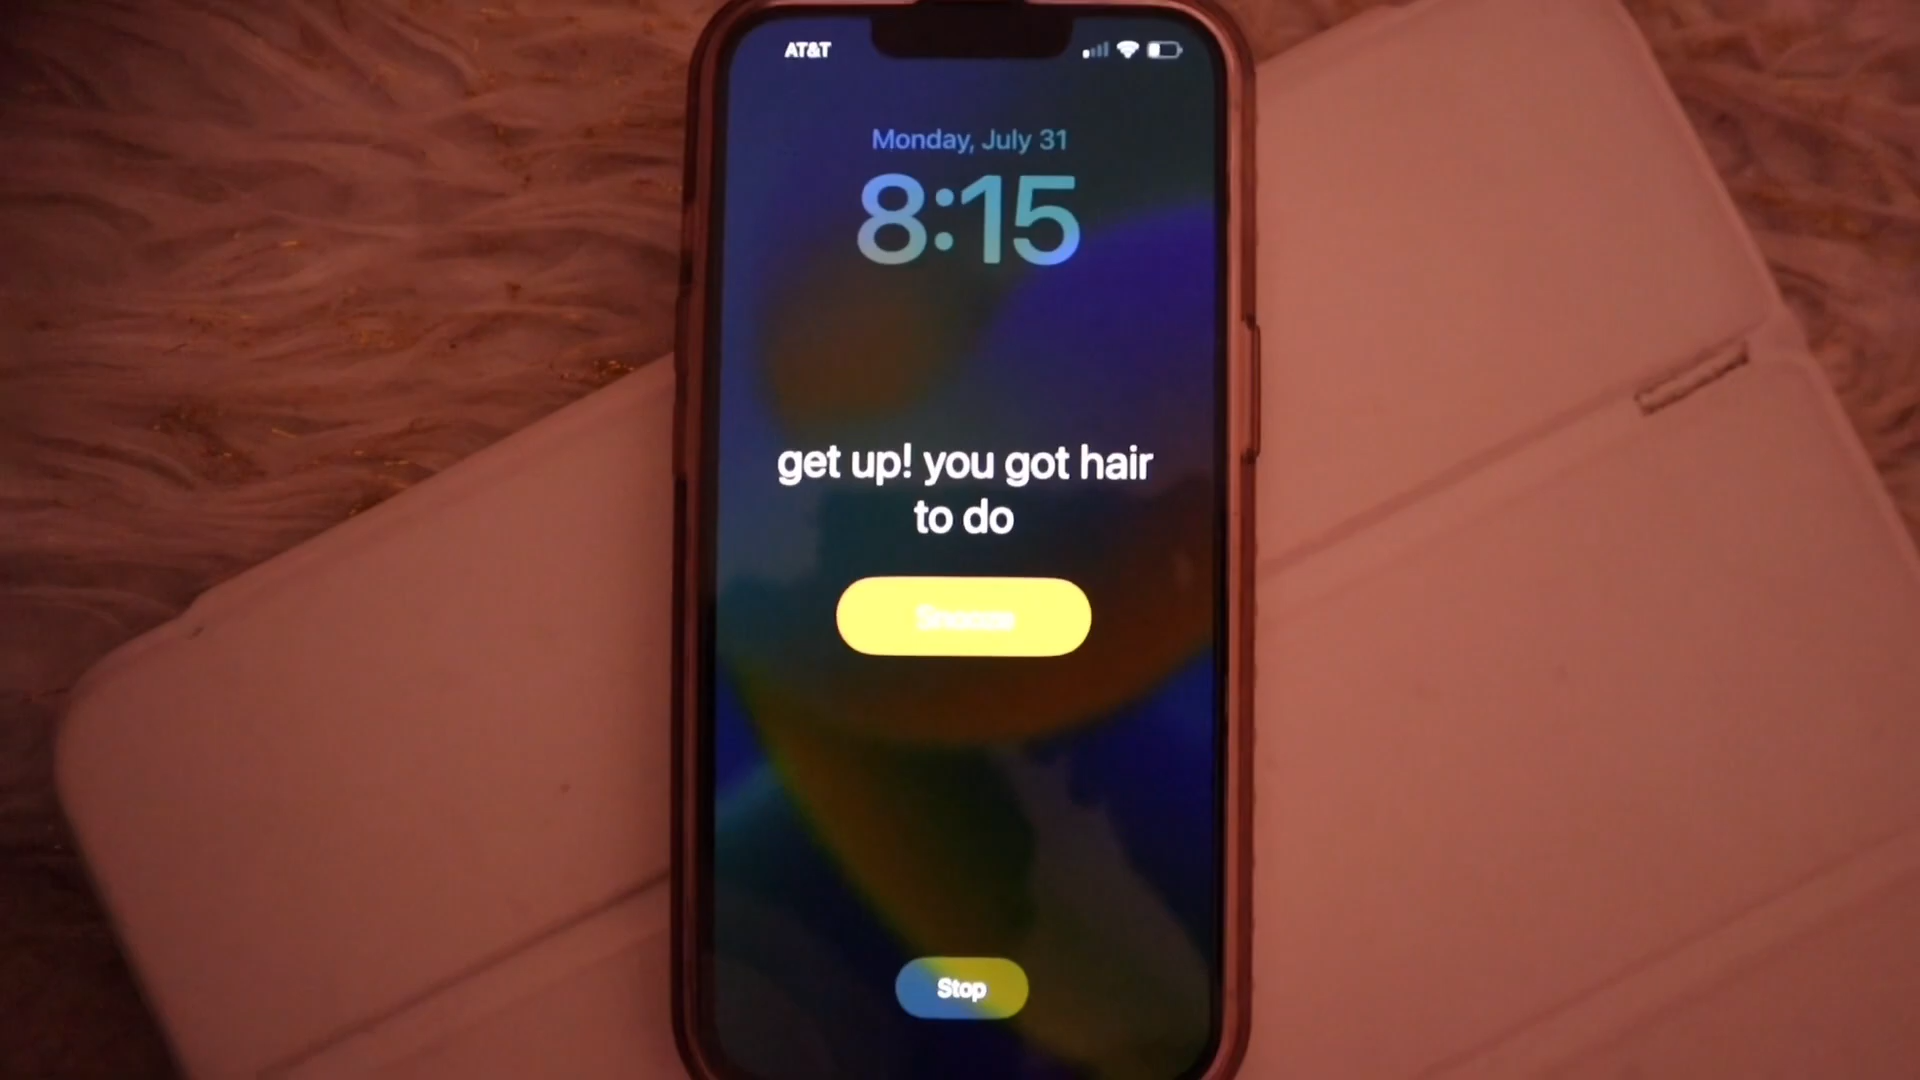 AT&T
Monday, July 31
8:15
get up! you got hair
to do
Snooze
Stop